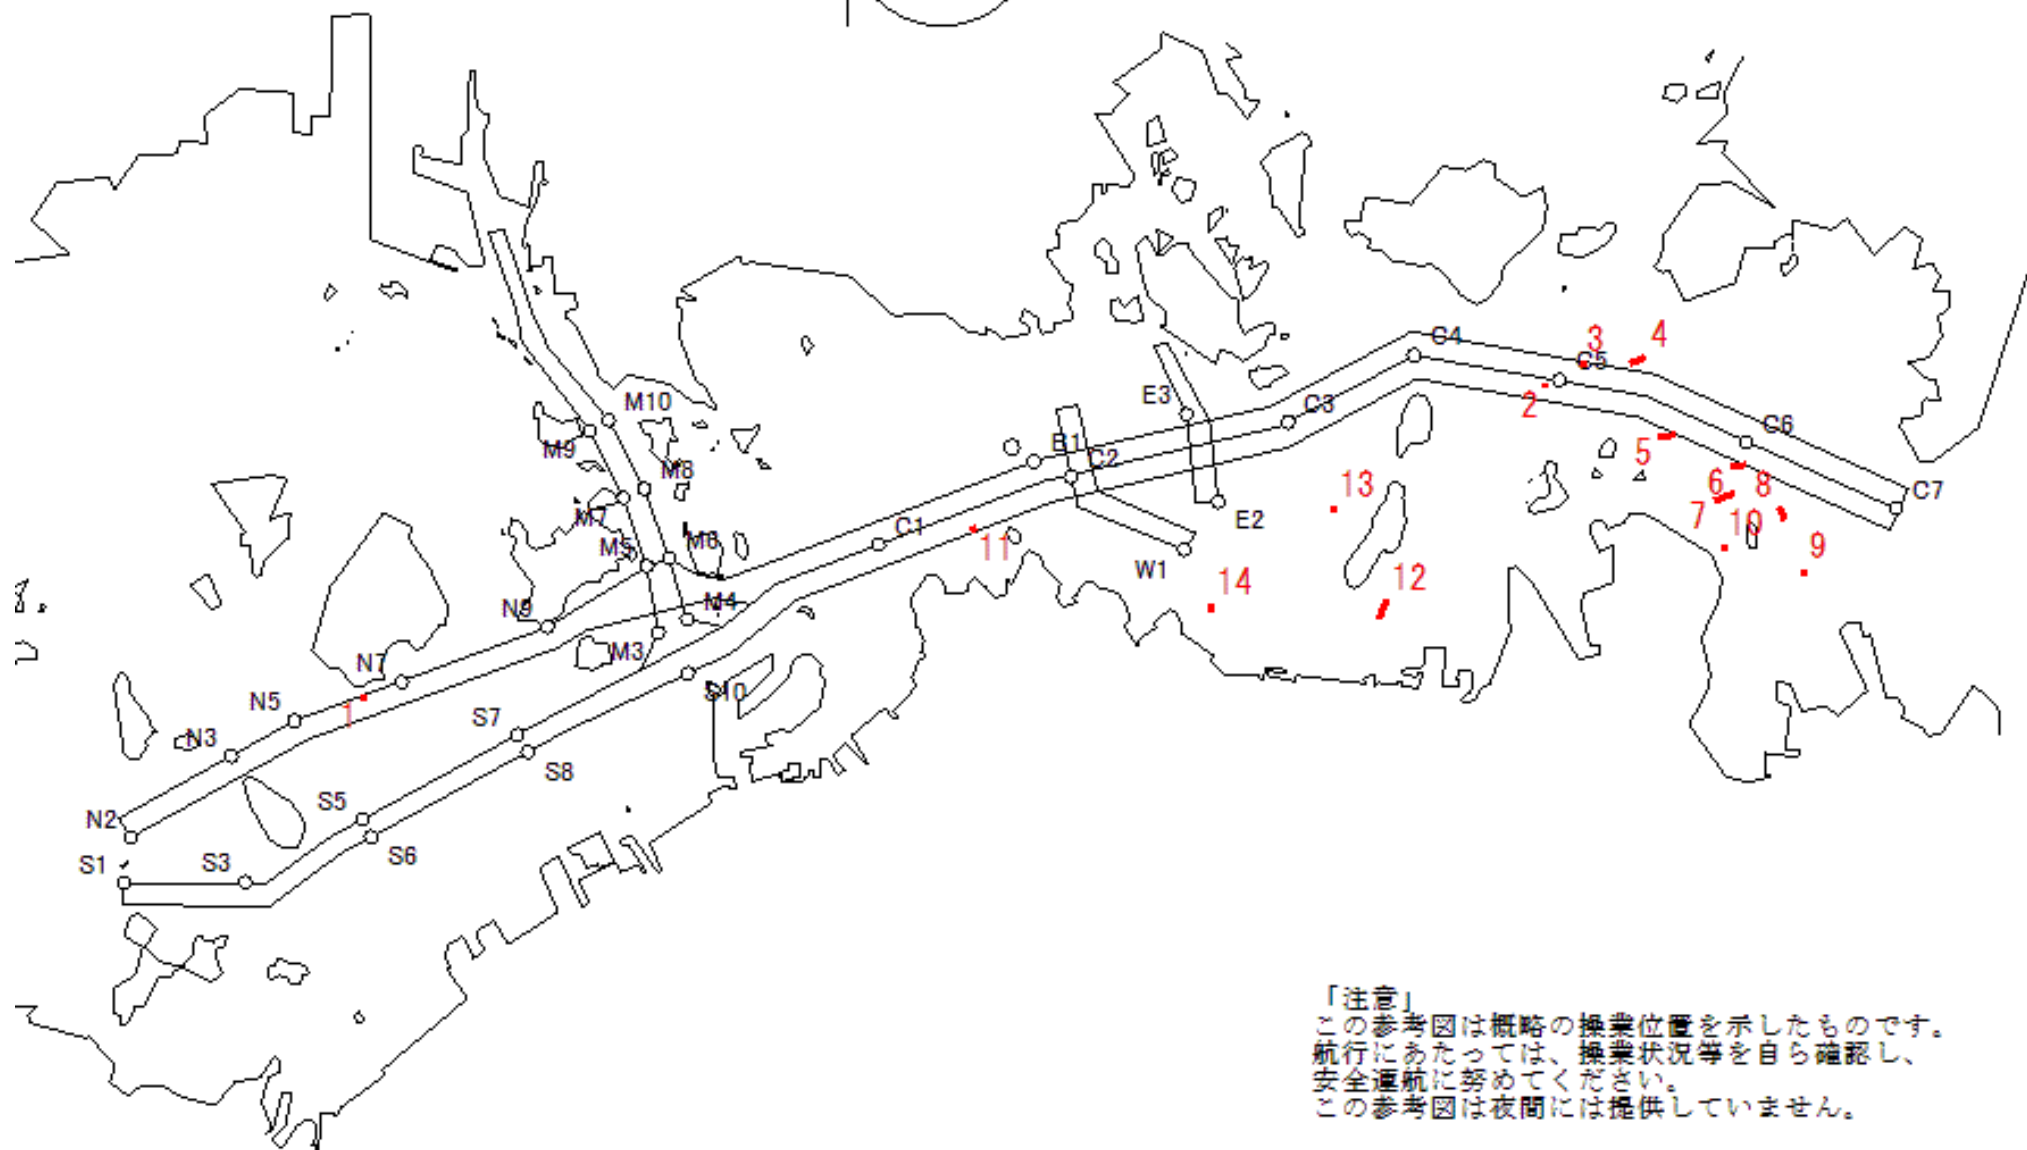 C4
3
4
C5
M10
E3
2
C3
B1
C6
M9
C2
5
M8
6
8
13
C7
M7
7
10
E2
M5
M6
C1
11
9
W1
14
12
N9
M4
M3
N7
S10
N5
1
S7
N3
S8
S5
N2
S6
S1
S3
「注意」
この参考図は概略の操業位置を示したものです。
航行にあたっては、操業状況等を自ら確認し、
安全運航に努めてください。
この参考図は夜間には提供していません。